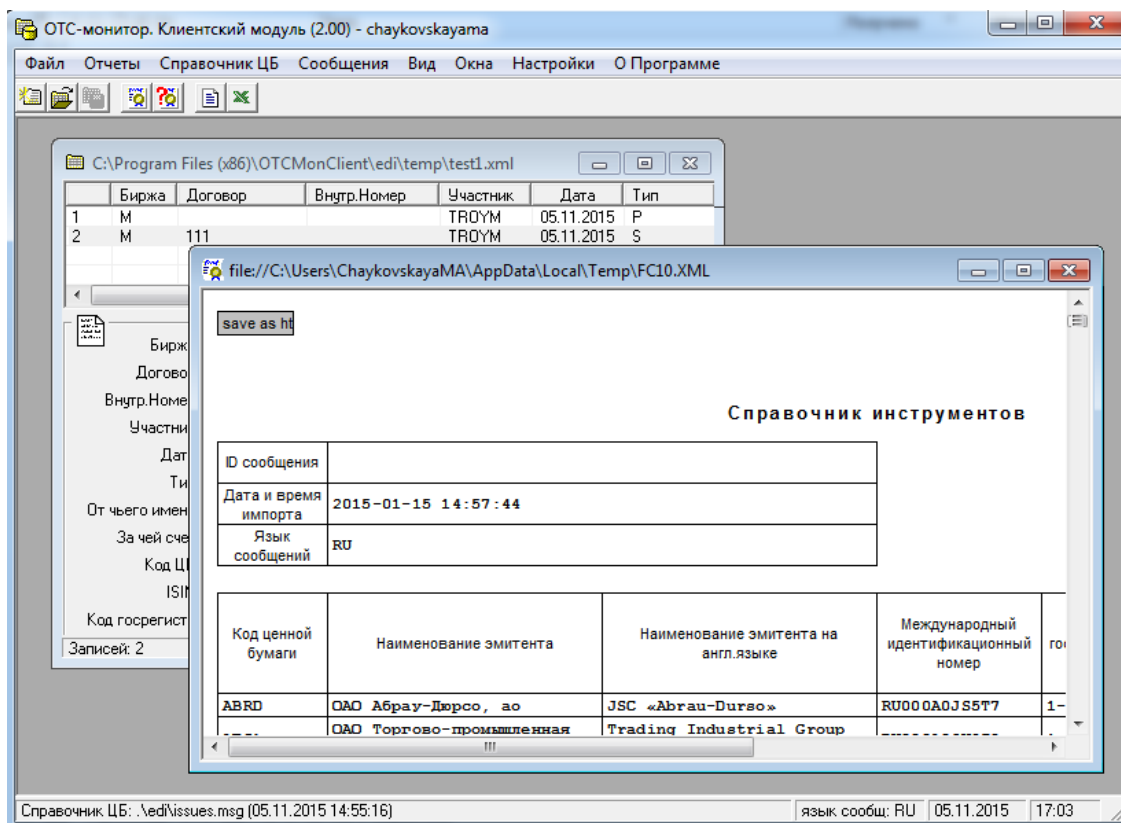 ОТС-монитор. Клиентский модуль (2.00) - chaykovskayama
Файл Отчеты Справочник ЦБ Сообщения Вид Окна Настройки О Программе
C:\Program Files (x86)\OTCMonClient\edi\temp\test1.xml
Биржа Договор Внутр.Номер Участник Дата Тип
1 M TROYM 05.11.2015 P
2 M 111 TROYM 05.11.2015 S
file://C:\Users\ChaykovskayaMA\AppData\Local\Temp\FC10.XML
save as ht
Бирж
Догово
Внутр.Номе
Участни
Дат
Ти
От чьего имен
За чей сче
Код Ц
ISI
Код госрегист
Записей: 2
Справочник инструментов
ID сообщения
Дата и время импорта 2015-01-15 14:57:44
Язык сообщений RU
Код ценной бумаги Наименование эмитента Наименование эмитента на англ.языке Международный идентификационный номер го
ABRD ОАО Абрау-Дюрсо, ао JSC «Abrau-Durso» RU000A0JS5T7 1-
ОАО Торгово-промышленная Trading Industrial Group
Справочник ЦБ: .\edi\issues.msg (05.11.2015 14:55:16) язык сообщ: RU 05.11.2015 17:03